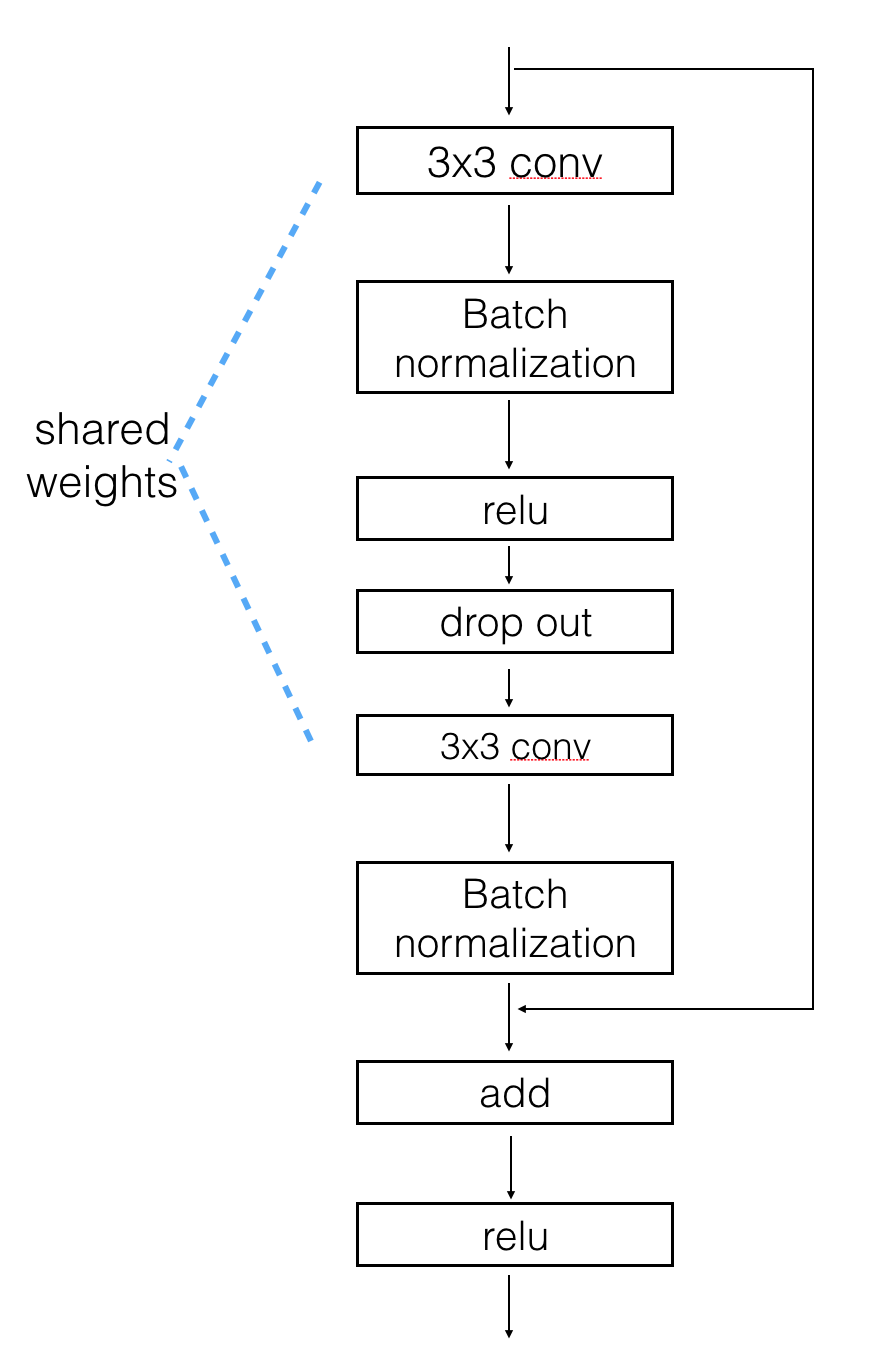 3x3 conv
Batch
normalization
shared
weights
relu
drop out
3x3 conv
Batch
normalization
add
relu